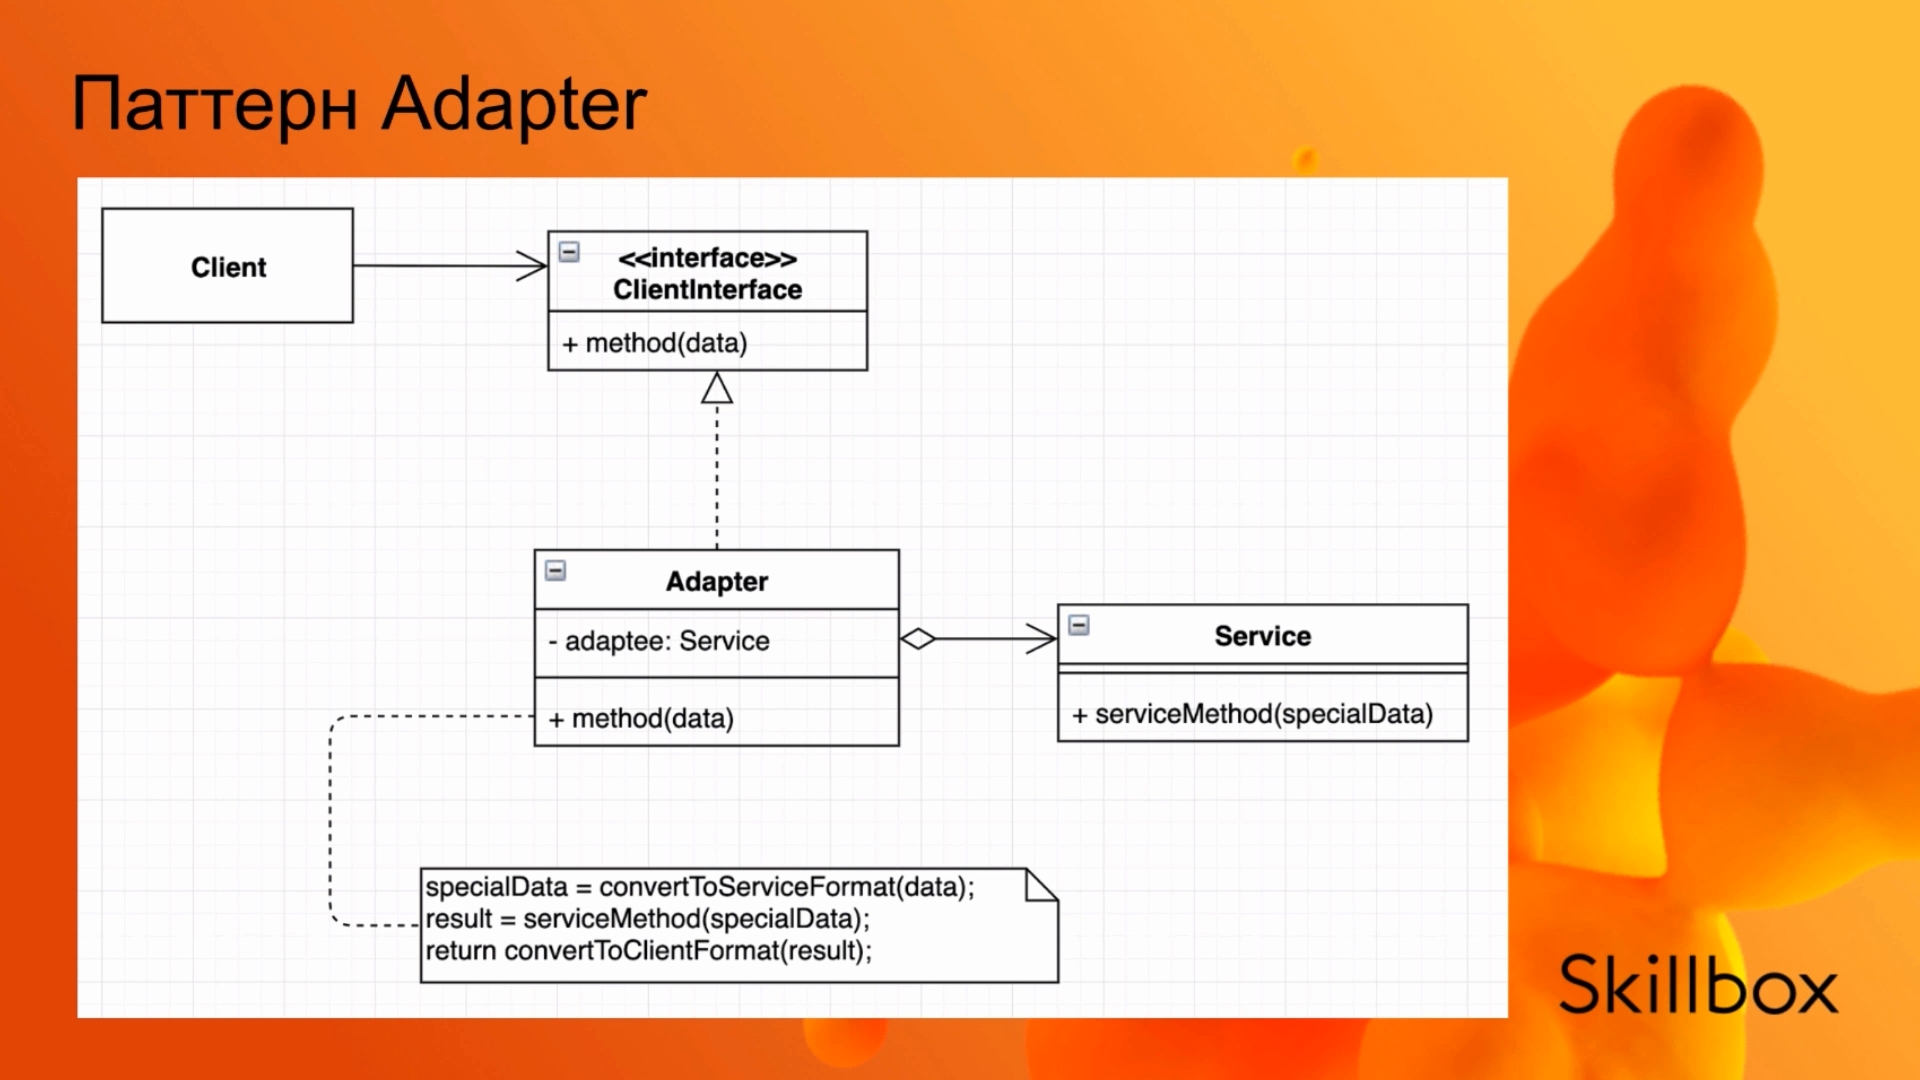 Паттерн Adapter
Client
<<interface>>
ClientInterface
+ method(data)
Adapter
- adaptee: Service
+ method(data)
Service
+ serviceMethod(specialData)
specialData = convertToServiceFormat(data);
result = serviceMethod(specialData);
return convertToClientFormat(result);
Skillbox